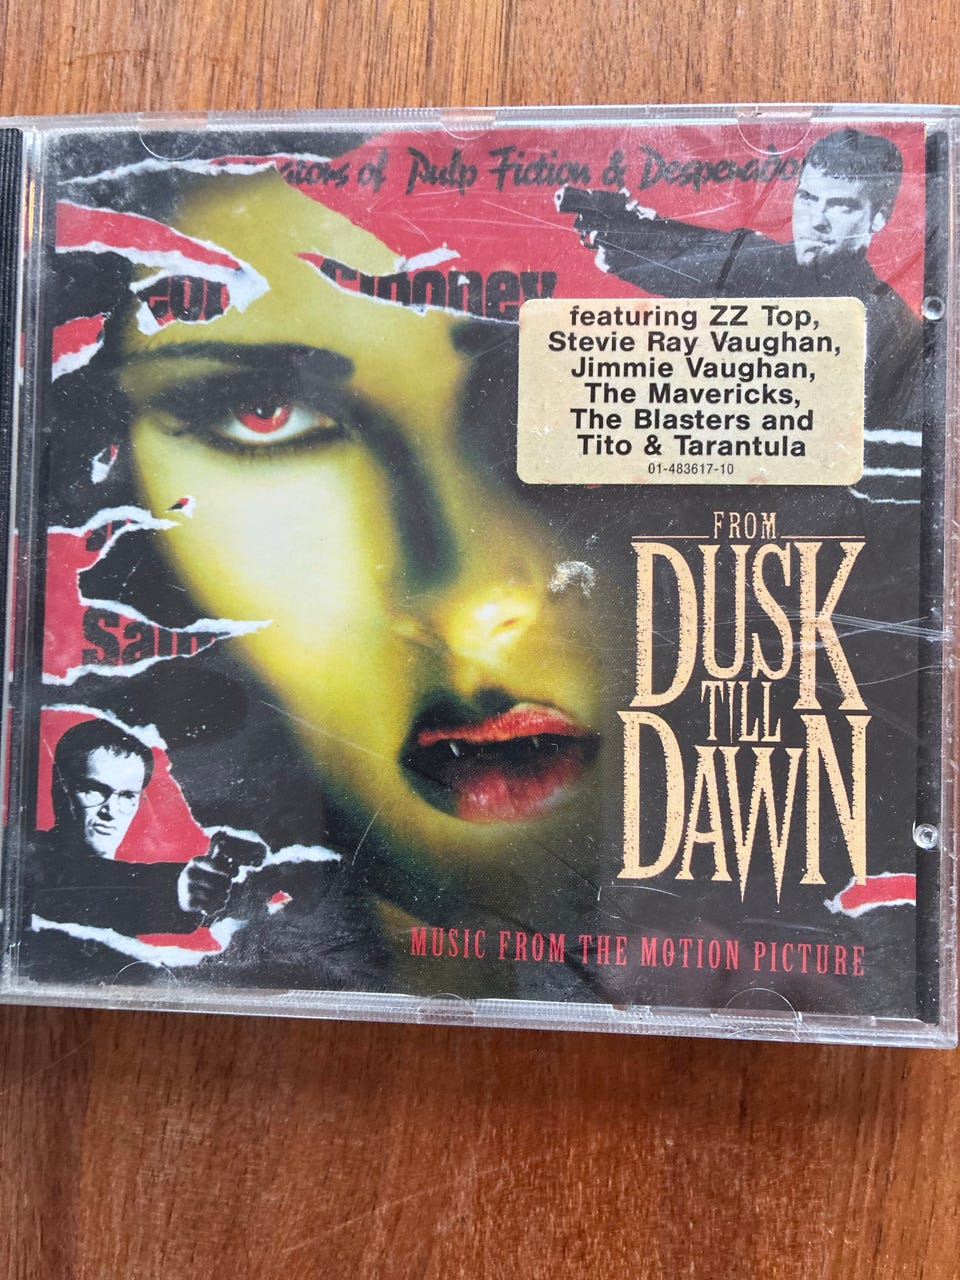 of Pulp Fiction & Desperado
Clooney
featuring ZZ Top,
Stevie Ray Vaughan,
Jimmie Vaughan,
The Mavericks,
The Blasters and
Tito & Tarantula
01-483617-10
FROM
DUSK
TILL
DAWN
MUSIC FROM THE MOTION PICTURE